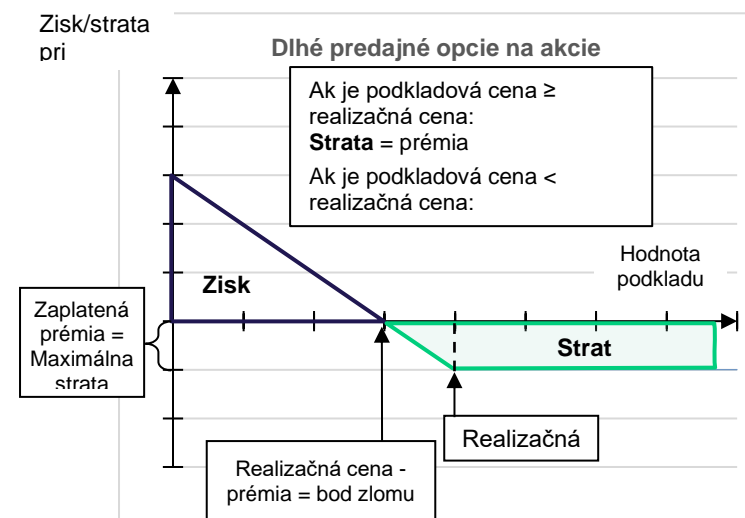 Zisk/strata
pri
Dlhé predajné opcie na akcie
Ak je podkladová cena ≥
realizačná cena:
Strata = prémia
Ak je podkladová cena <
realizačná cena:
Hodnota
podkladu
Zisk
Zaplatená
prémia =
Maximálna
strata
Strat
Realizačná
Realizačná cena -
prémia = bod zlomu